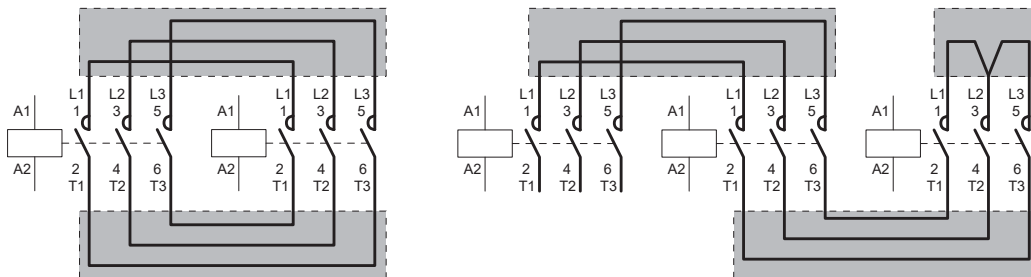 L1 L2 L3 L1 L2 L3
A1 1 3 5 A1 1 3 5
A2 2 4 6 A2 2 4 6
T1 T2 T3 T1 T2 T3
L1 L2 L3 L1 L2 L3 L1 L2 L3
A1 1 3 5 A1 1 3 5 A1 1 3 5
A2 2 4 6 A2 2 4 6 A2 2 4 6
T1 T2 T3 T1 T2 T3 T1 T2 T3